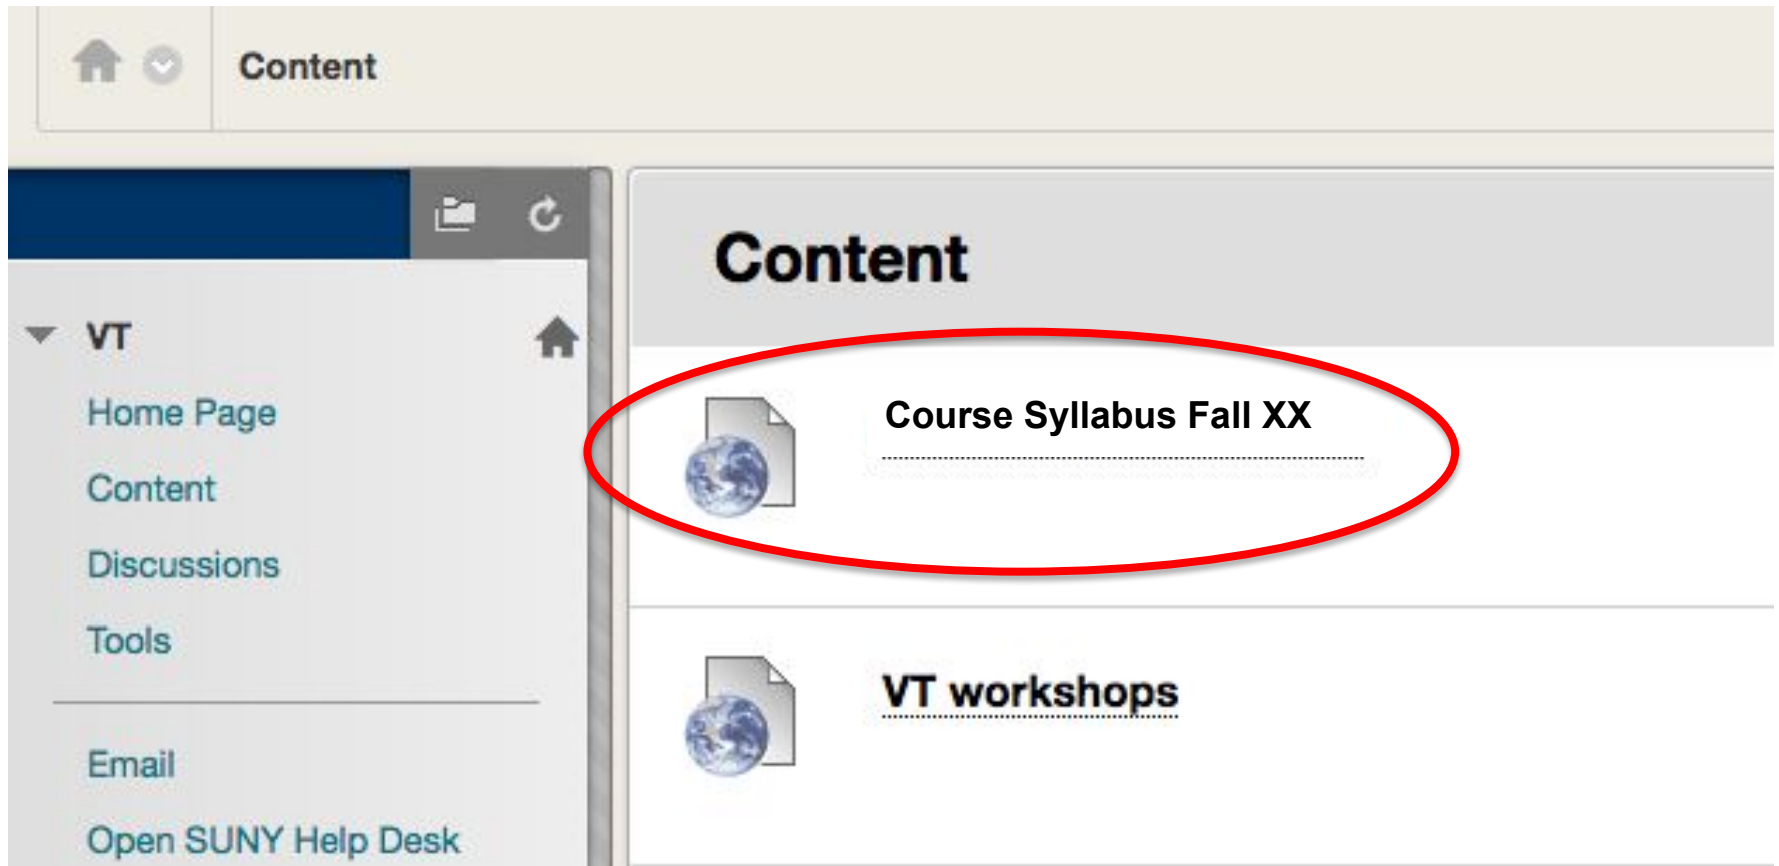 Content
VT
Home Page
Content
Discussions
Tools
Email
Open SUNY Help Desk
Content
Course Syllabus Fall XX
VT workshops